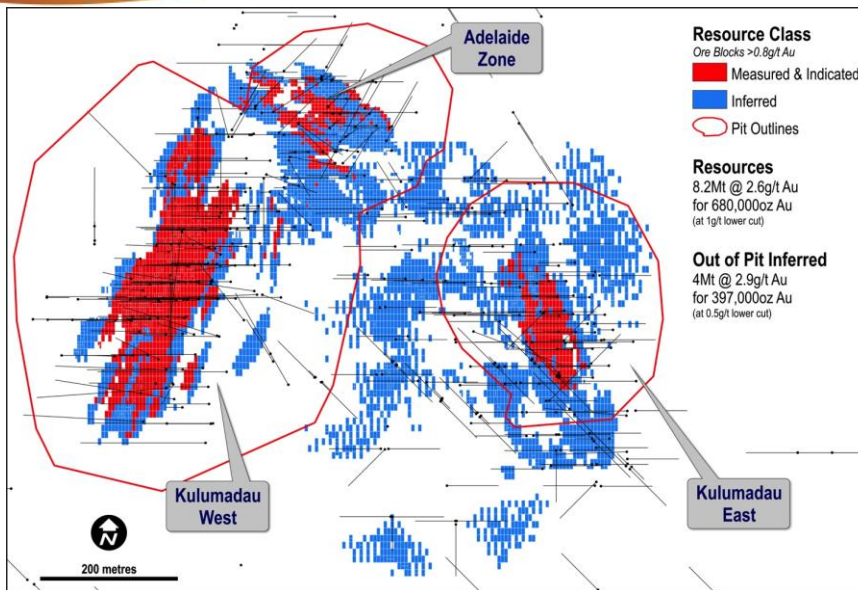 Adelaide
Zone
Resource Class
Ore Blocks >0.8g/t Au
Measured & Indicated
Inferred
Pit Outlines
Resources
8.2Mt @ 2.6g/t Au
for 680,000oz Au
(at 1g/t lower cut)
Out of Pit Inferred
4Mt @ 2.9g/t Au
for 397,000oz Au
(at 0.5g/t lower cut)
Kulumadau
West
Kulumadau
East
N
200 metres